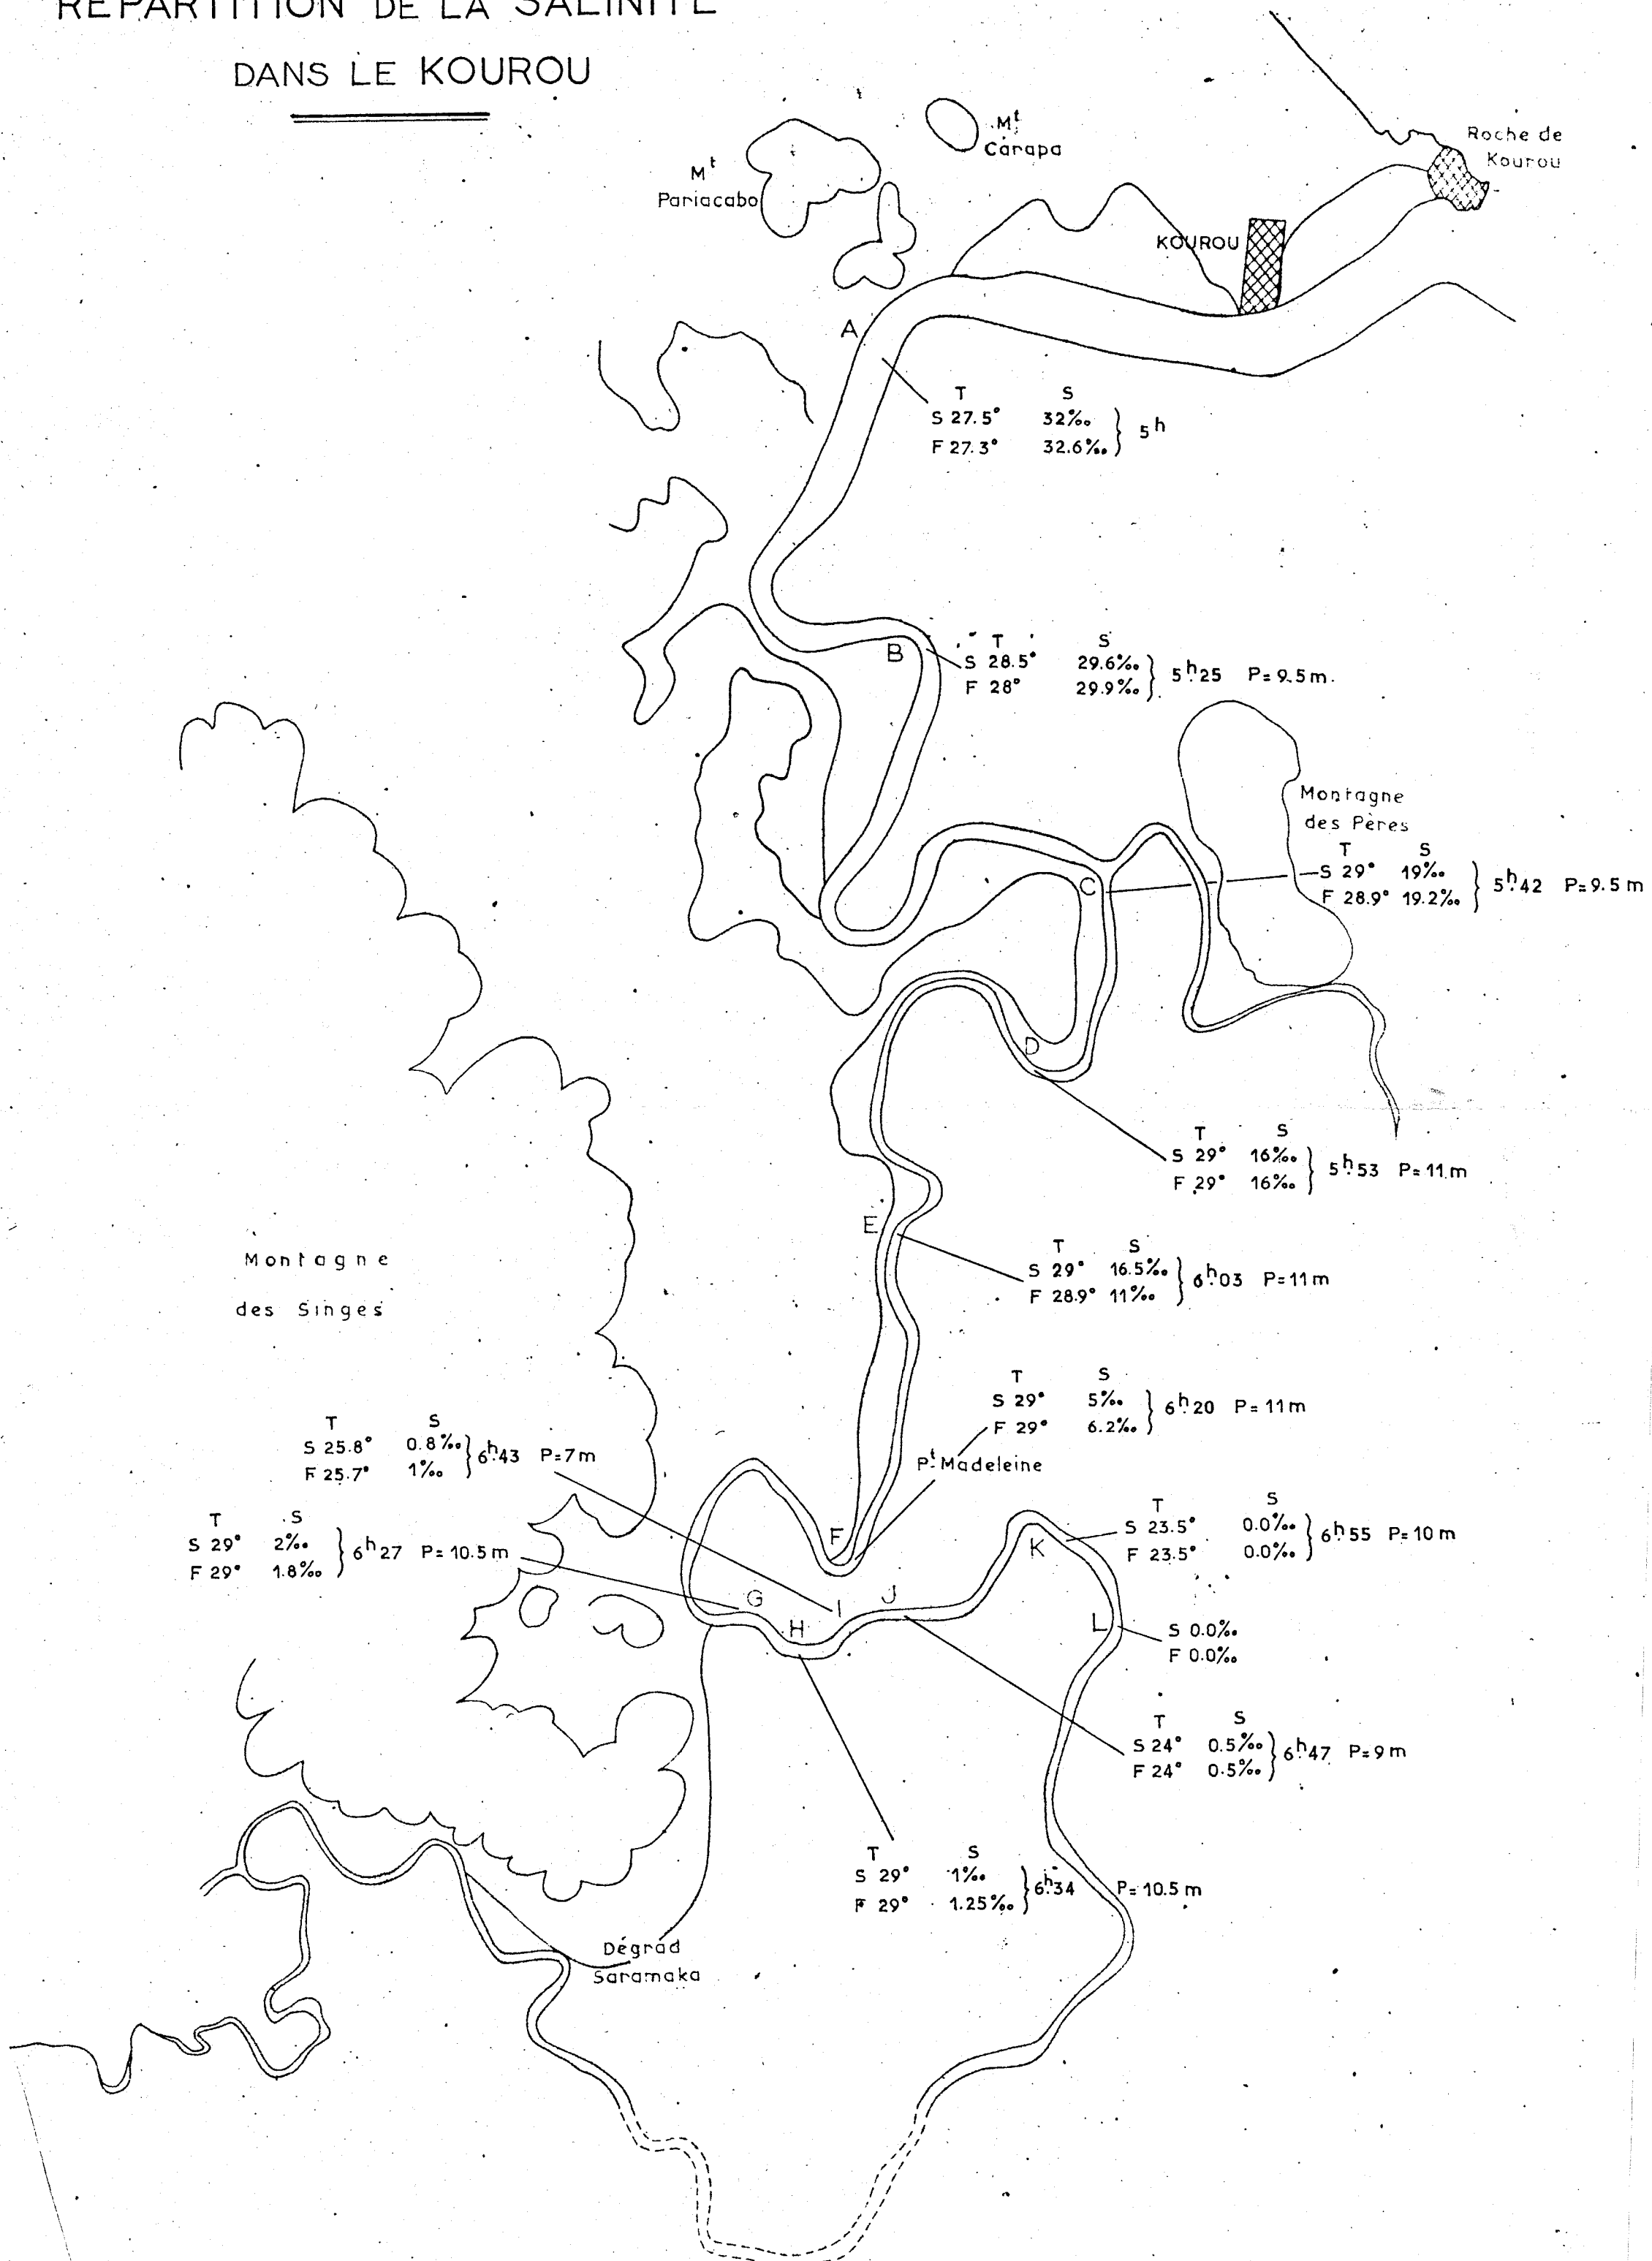 RÉPARTITION DE LA SALINITÉ
DANS LE KOUROU
Mt
Carapa
Mt
Pariacabo
Roche de
Kourou
KOUROU
A
T S
S 27.5° 32‰
F 27.3° 32.6‰
5h
B
T S
S 28.5° 29.6‰
F 28° 29.9‰
5h25 P=9.5m.
Montagne
des Pères
C
T S
S 29° 19‰
F 28.9° 19.2‰
5h42 P=9.5m
D
T S
S 29° 16‰
F 29° 16‰
5h53 P=11m
E
T S
S 29° 16.5‰
F 28.9° 11‰
6h03 P=11m
Montagne
des Singes
T S
S 29° 5‰
F 29° 6.2‰
6h20 P=11m
Pt Madeleine
F
T S
S 25.8° 0.8‰
F 25.7° 1‰
6h43 P=7m
T S
S 29° 2‰
F 29° 1.8‰
6h27 P=10.5m
G
H
I
J
K
T S
S 23.5° 0.0‰
F 23.5° 0.0‰
6h55 P=10m
L
S 0.0‰
F 0.0‰
T S
S 24° 0.5‰
F 24° 0.5‰
6h47 P=9m
T S
S 29° 1‰
F 29° 1.25‰
6h34 P=10.5m
Dégrad
Saramaka